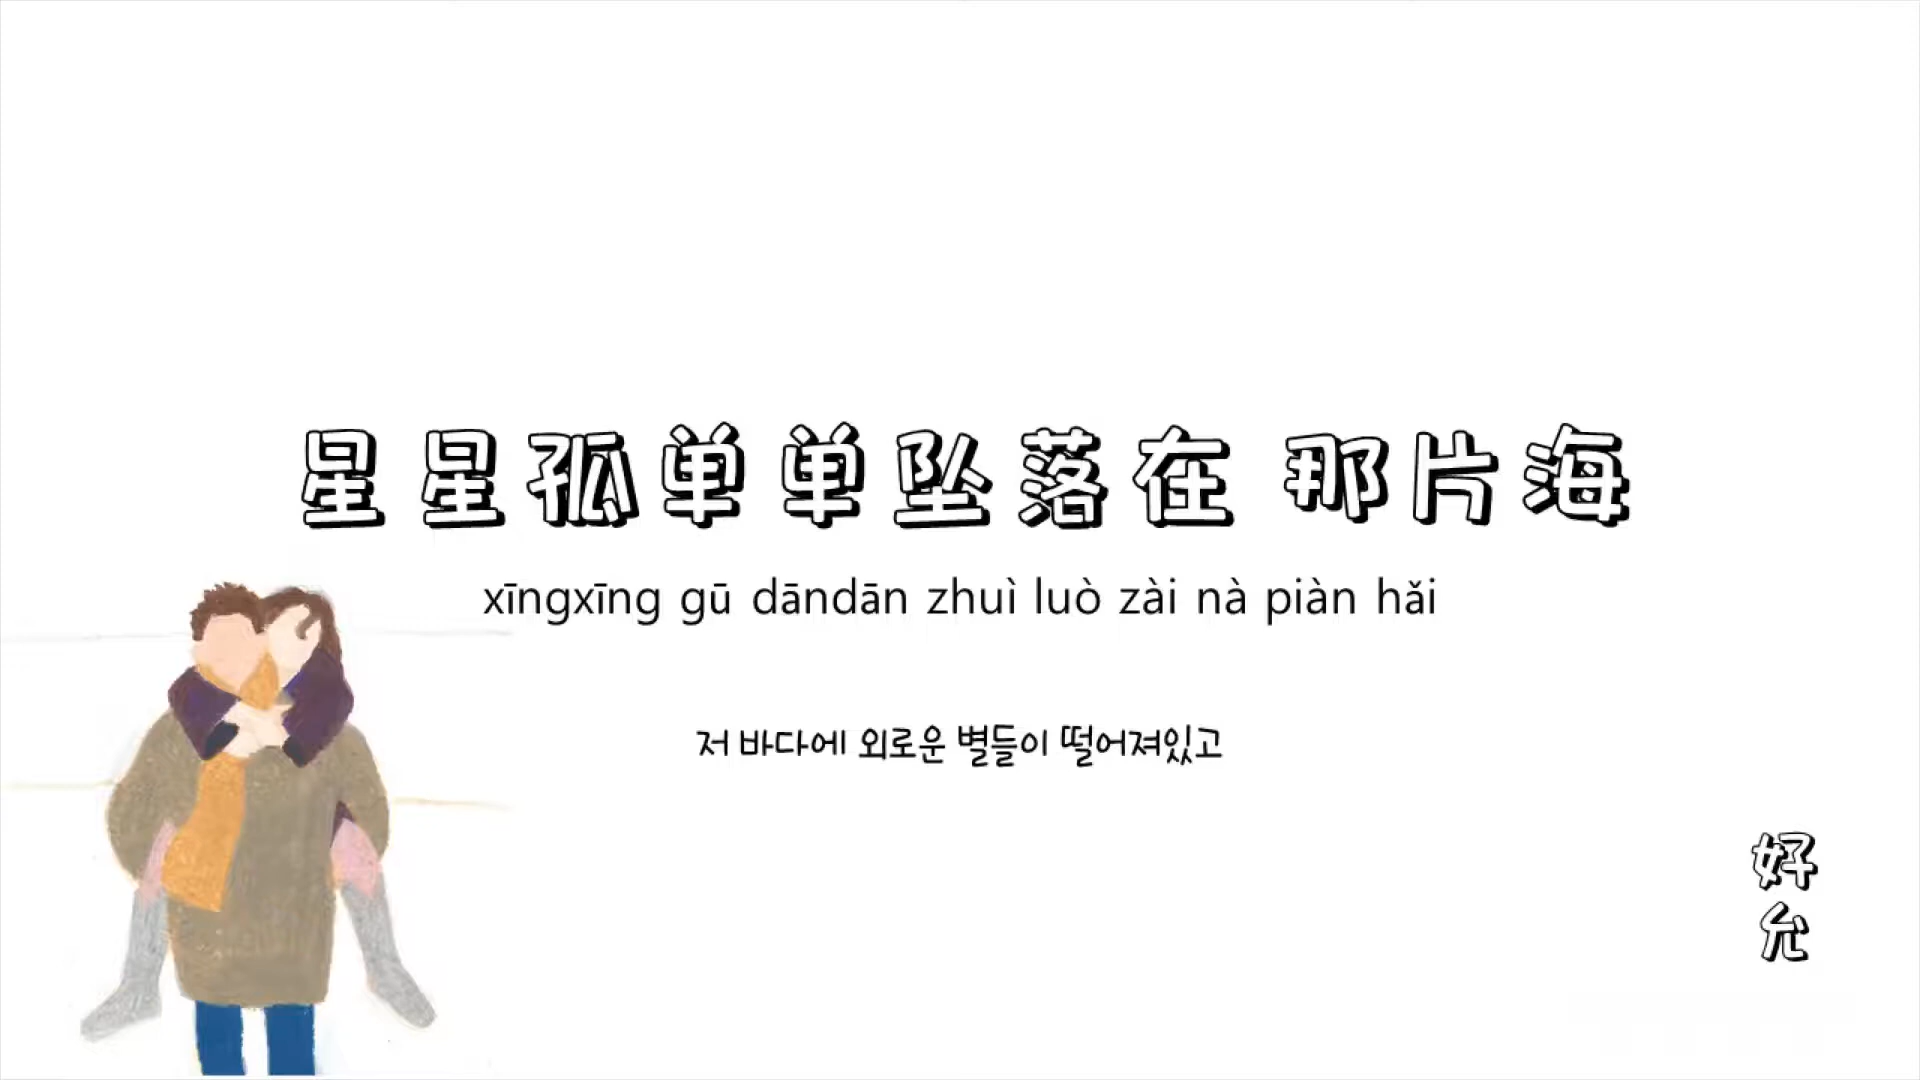 星星孤单单坠落在 那片海
xīngxīng gū dāndān zhuì luò zài nà piàn hǎi
저 바다에 외로운 별들이 떨어져있고
好允